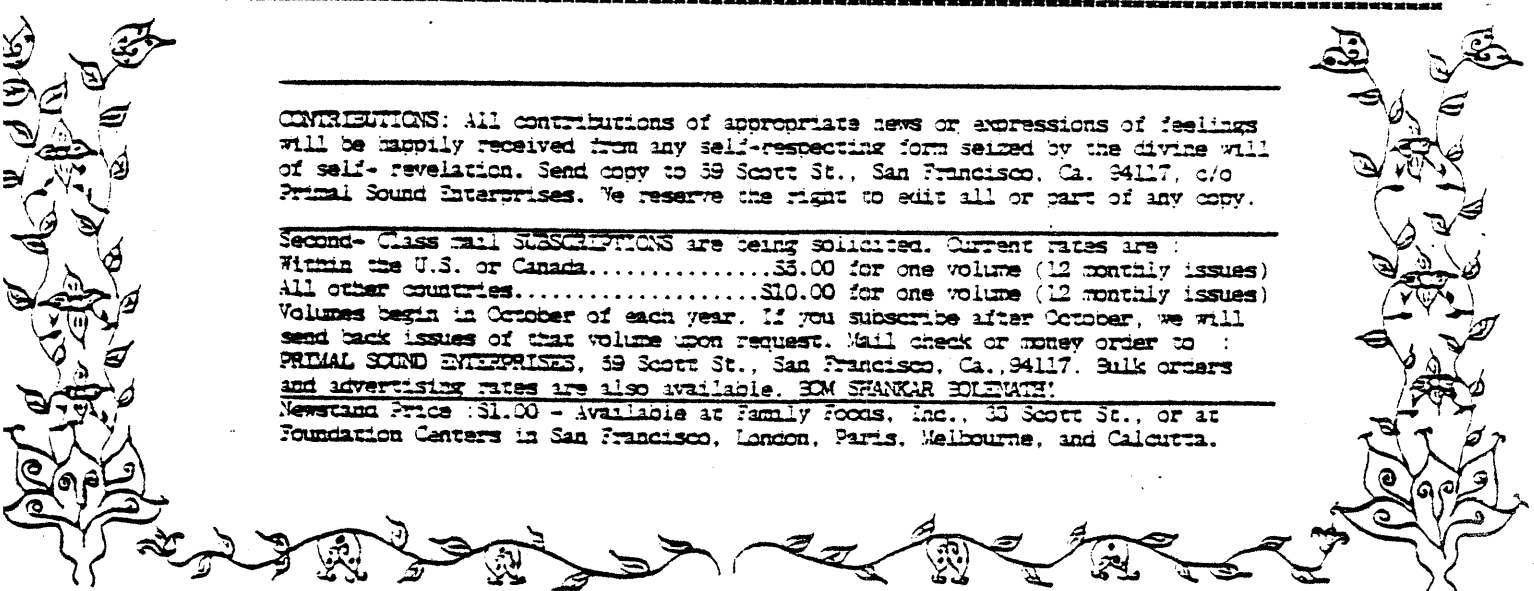 CONTRIBUTIONS: All contributions of appropriate news or expressions of feelings
will be happily received from any self-respecting form seized by the divine will
of self- revelation. Send copy to 59 Scott St., San Francisco, Ca. 94117, c/o
Primal Sound Enterprises. We reserve the right to edit all or part of any copy.
Second- Class mail SUBSCRIPTIONS are being solicited. Current rates are :
Within the U.S. or Canada................$5.00 for one volume (12 monthly issues)
All other countries....................$10.00 for one volume (12 monthly issues)
Volumes begin in October of each year. If you subscribe after October, we will
send back issues of that volume upon request. Mail check or money order to :
PRIMAL SOUND ENTERPRISES, 59 Scott St., San Francisco, Ca.,94117. Bulk orders
and advertising rates are also available. BOM SHANKAR BOLENATH!
Newstand Price :$1.00 - Available at Family Foods, Inc., 33 Scott St., or at
Foundation Centers in San Francisco, London, Paris, Melbourne, and Calcutta.